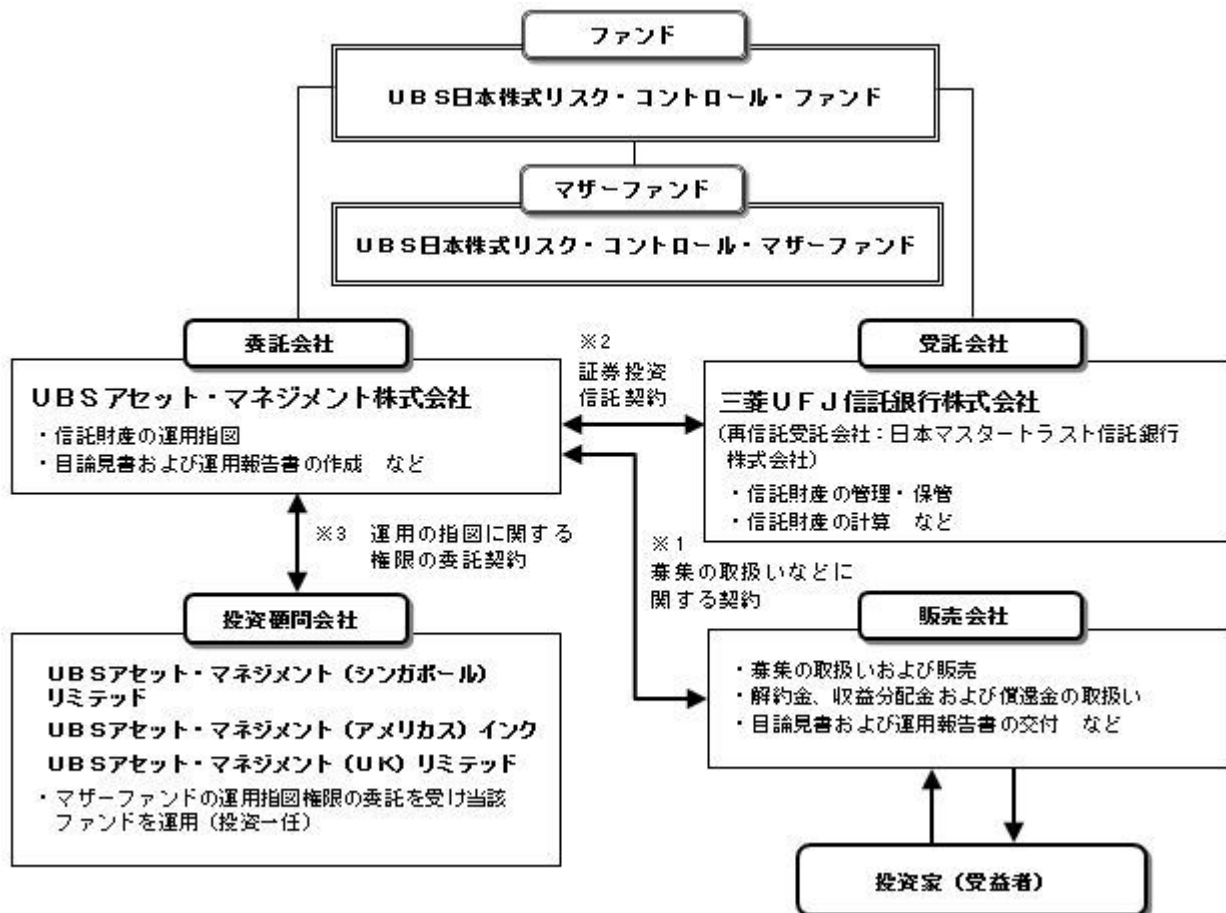 ファンド
UBS日本株式リスク・コントロール・ファンド
マザーファンド
UBS日本株式リスク・コントロール・マザーファンド
委託会社
UBSアセット・マネジメント株式会社
・信託財産の運用指図
・目論見書および運用報告書の作成　など
※2
証券投資
信託契約
受託会社
三菱UFJ信託銀行株式会社
(再信託受託会社：日本マスタートラスト信託銀行
株式会社)
・信託財産の管理・保管
・信託財産の計算　など
※3　運用の指図に関する
権限の委託契約
※1
募集の取扱いなどに
関する契約
投資顧問会社
UBSアセット・マネジメント（シンガポール）
リミテッド
UBSアセット・マネジメント（アメリカス）インク
UBSアセット・マネジメント（UK）リミテッド
・マザーファンドの運用指図権限の委託を受け当該
ファンドを運用（投資一任）
販売会社
・募集の取扱いおよび販売
・解約金、収益分配金および償還金の取扱い
・目論見書および運用報告書の交付　など
投資家（受益者）